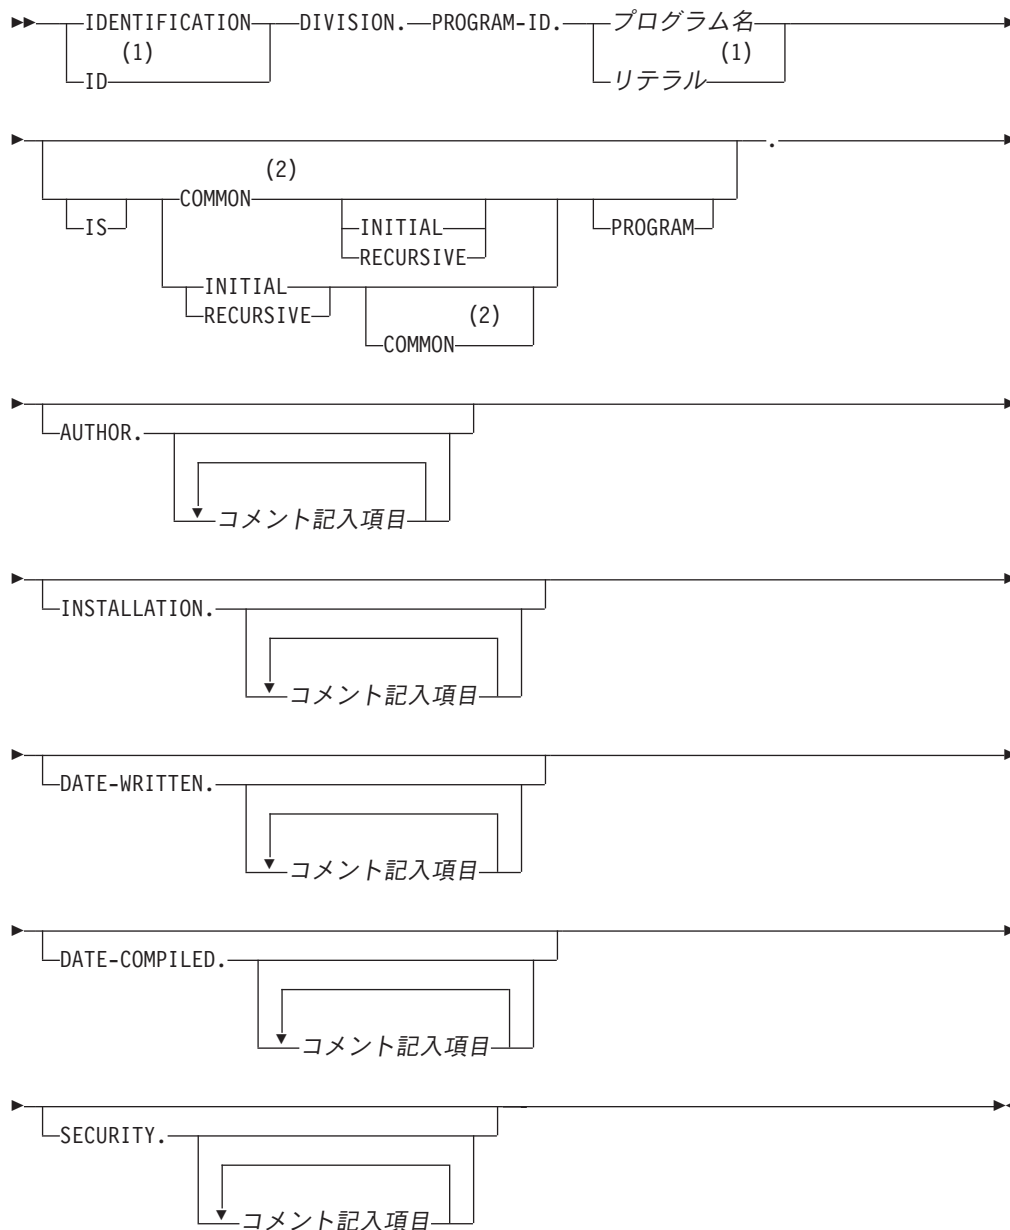 IDENTIFICATION DIVISION. PROGRAM-ID. プログラム名
(1) (1)
ID リテラル
.
(2)
COMMON
IS INITIAL PROGRAM
RECURSIVE
INITIAL
RECURSIVE (2)
COMMON
AUTHOR.
コメント記入項目
INSTALLATION.
コメント記入項目
DATE-WRITTEN.
コメント記入項目
DATE-COMPILED.
コメント記入項目
SECURITY.
コメント記入項目